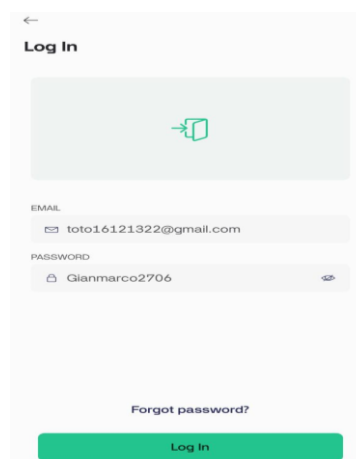 Log In
EMAIL
toto16121322@gmail.com
PASSWORD
Gianmarco2706
Forgot password?
Log In